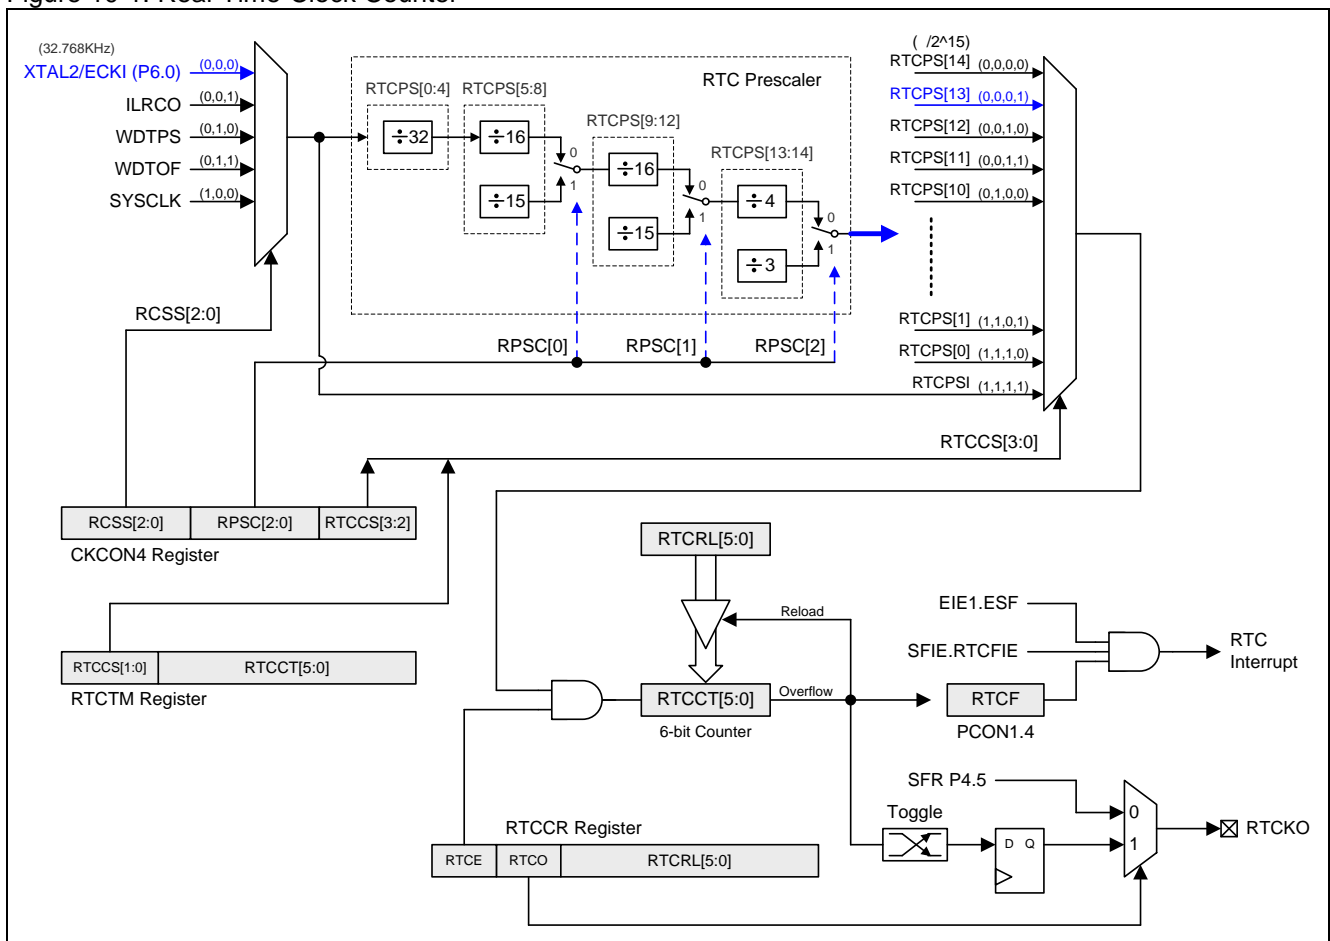 (32.768KHz)
XTAL2/ECKI (P6.0) (0,0,0)
ILRCO (0,0,1)
WDTPS (0,1,0)
WDTOF (0,1,1)
SYSCLK (1,0,0)
RCSS[2:0]
RTC Prescaler
RTCPS[0:4]
÷32
RTCPS[5:8]
÷16
÷15
0
1
RTCPS[9:12]
÷16
÷15
0
1
RTCPS[13:14]
÷4
÷3
0
1
RPSC[0]
RPSC[1]
RPSC[2]
( /2^15)
RTCPS[14] (0,0,0,0)
RTCPS[13] (0,0,0,1)
RTCPS[12] (0,0,1,0)
RTCPS[11] (0,0,1,1)
RTCPS[10] (0,1,0,0)
RTCPS[1] (1,1,0,1)
RTCPS[0] (1,1,1,0)
RTCPSI (1,1,1,1)
RTCCS[3:0]
RCSS[2:0] RPSC[2:0] RTCCS[3:2]
CKCON4 Register
RTCCS[1:0] RTCCT[5:0]
RTCTM Register
RTCRL[5:0]
Reload
RTCCT[5:0]
Overflow
6-bit Counter
EIE1.ESF
SFIE.RTCFIE
RTCF
PCON1.4
RTC
Interrupt
SFR P4.5
Toggle
D Q
0
1
RTCKO
RTCCR Register
RTCE RTCO RTCRL[5:0]